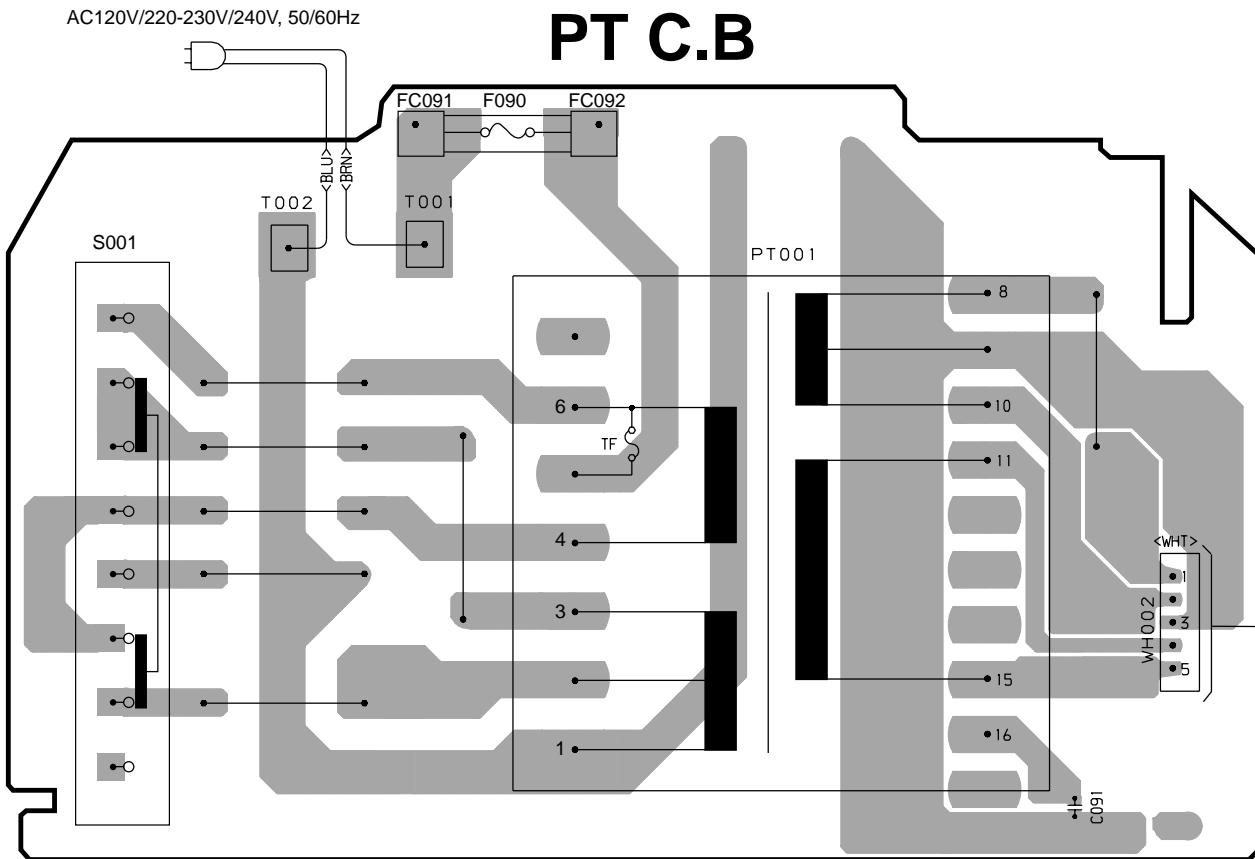 AC120V/220-230V/240V, 50/60Hz
PT C.B
FC091
F090
FC092
<BLU>
<BRN>
T002
T001
S001
PT001
8
6
10
TF
11
4
<WHT>
1
3
3
WH002
5
15
1
16
C091